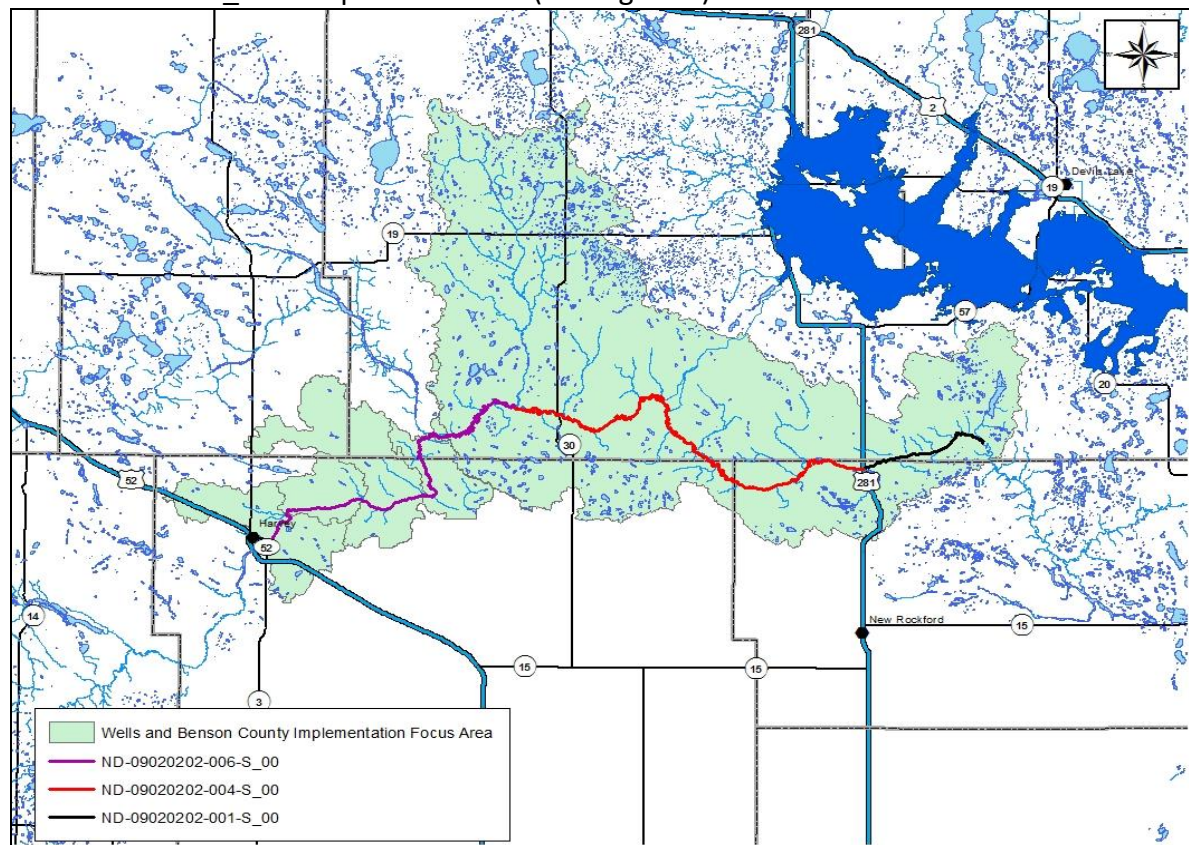 281
2
19
Devils Lake
19
57
20
30
52
281
Harvey
52
14
New Rockford
15
15
15
3
Wells and Benson County Implementation Focus Area
ND-09020202-006-S_00
ND-09020202-004-S_00
ND-09020202-001-S_00